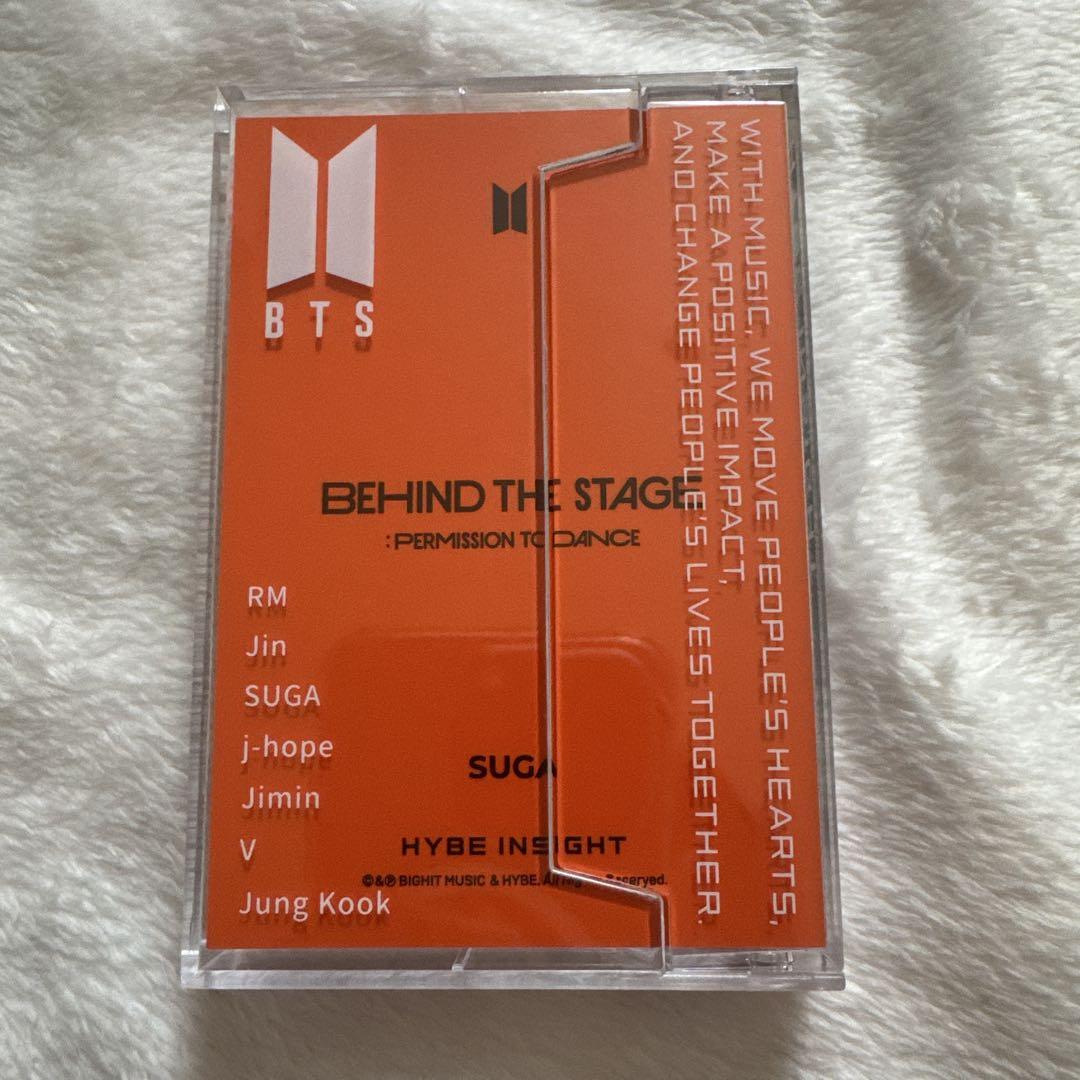 BTS
BEHIND THE STAGE
: PERMISSION TO DANCE
RM
Jin
SUGA
j-hope
Jimin
V
Jung Kook
SUGA
HYBE INSIGHT
©&℗ BIGHIT MUSIC & HYBE. All Rights Reserved.
WITH MUSIC, WE MOVE PEOPLE'S HEARTS,
MAKE A POSITIVE IMPACT,
AND CHANGE PEOPLE'S LIVES TOGETHER.